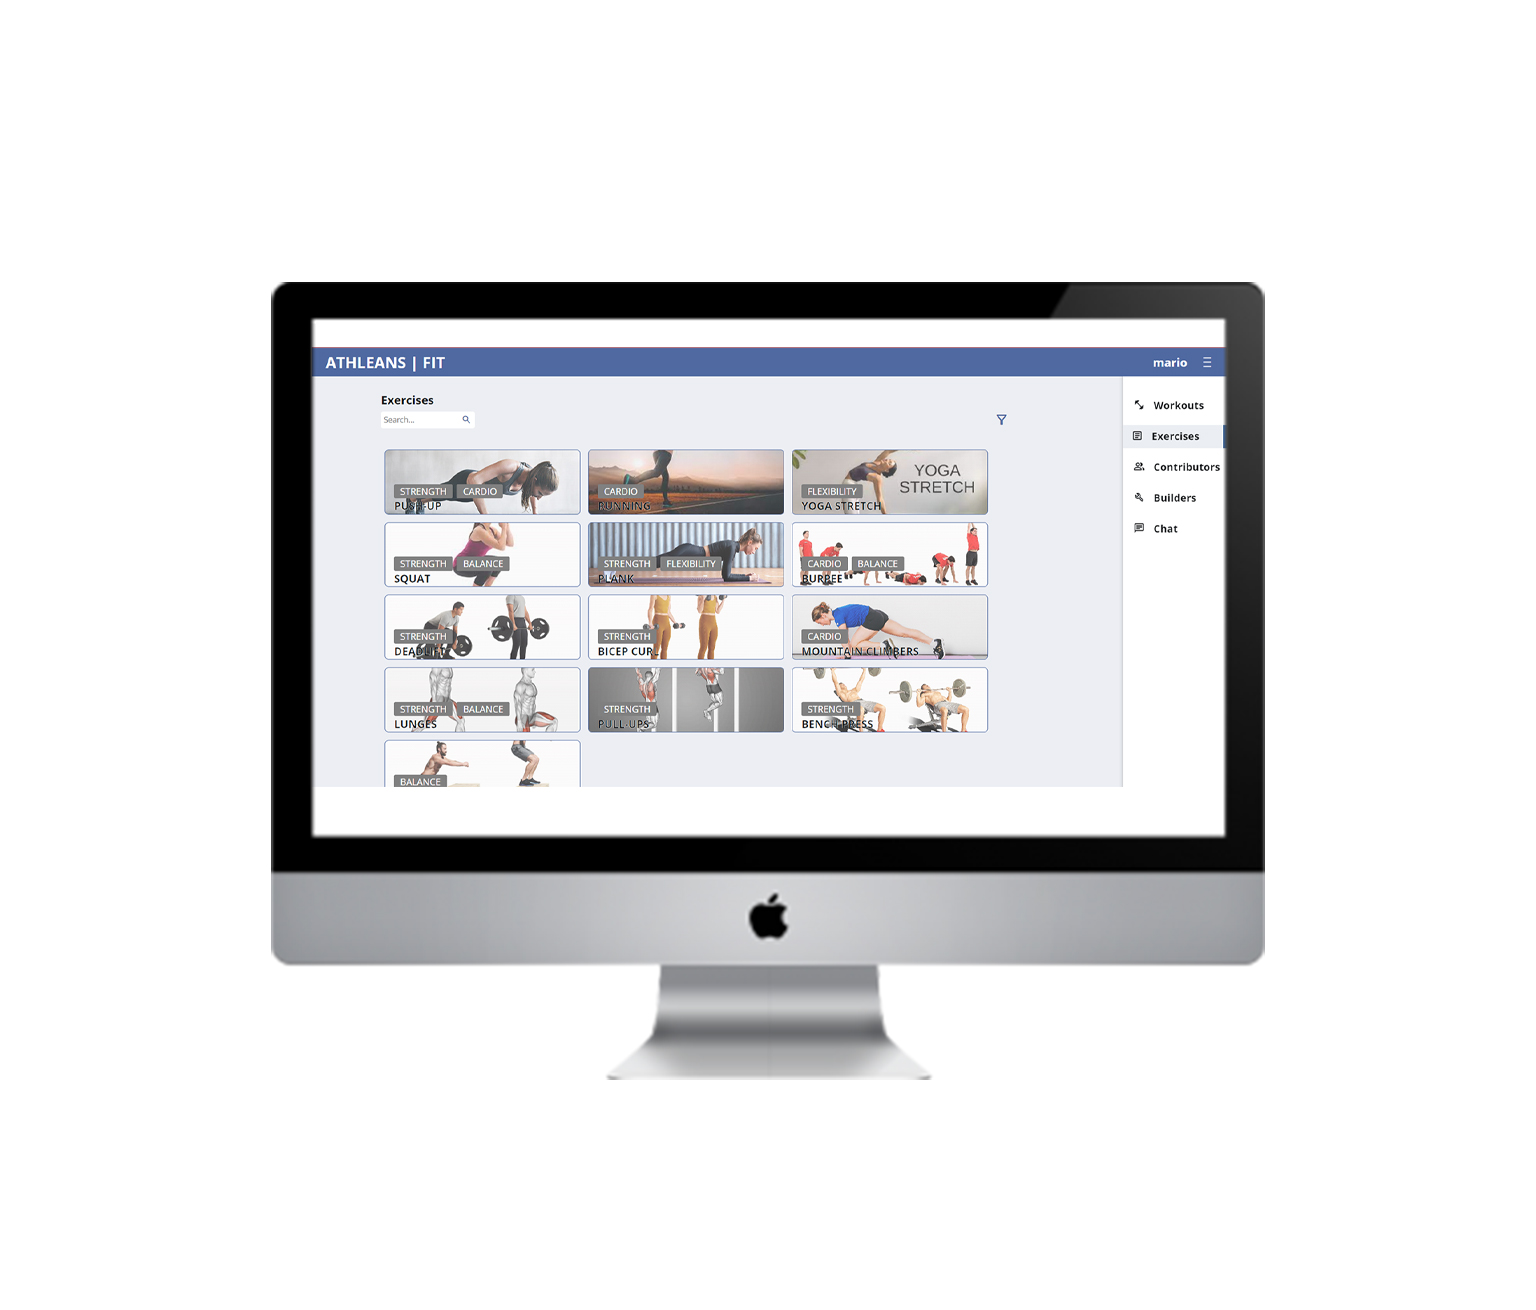 ATHLEANS | FIT
mario
Exercises
Search...
STRENGTH CARDIO
PUSH-UP
CARDIO
RUNNING
YOGA
STRETCH
FLEXIBILITY
YOGA STRETCH
STRENGTH BALANCE
SQUAT
STRENGTH FLEXIBILITY
PLANK
CARDIO BALANCE
BURPEE
STRENGTH
DEADLIFT
STRENGTH
BICEP CURL
CARDIO
MOUNTAIN CLIMBERS
STRENGTH BALANCE
LUNGES
STRENGTH
PULL-UPS
STRENGTH
BENCH PRESS
BALANCE
Workouts
Exercises
Contributors
Builders
Chat